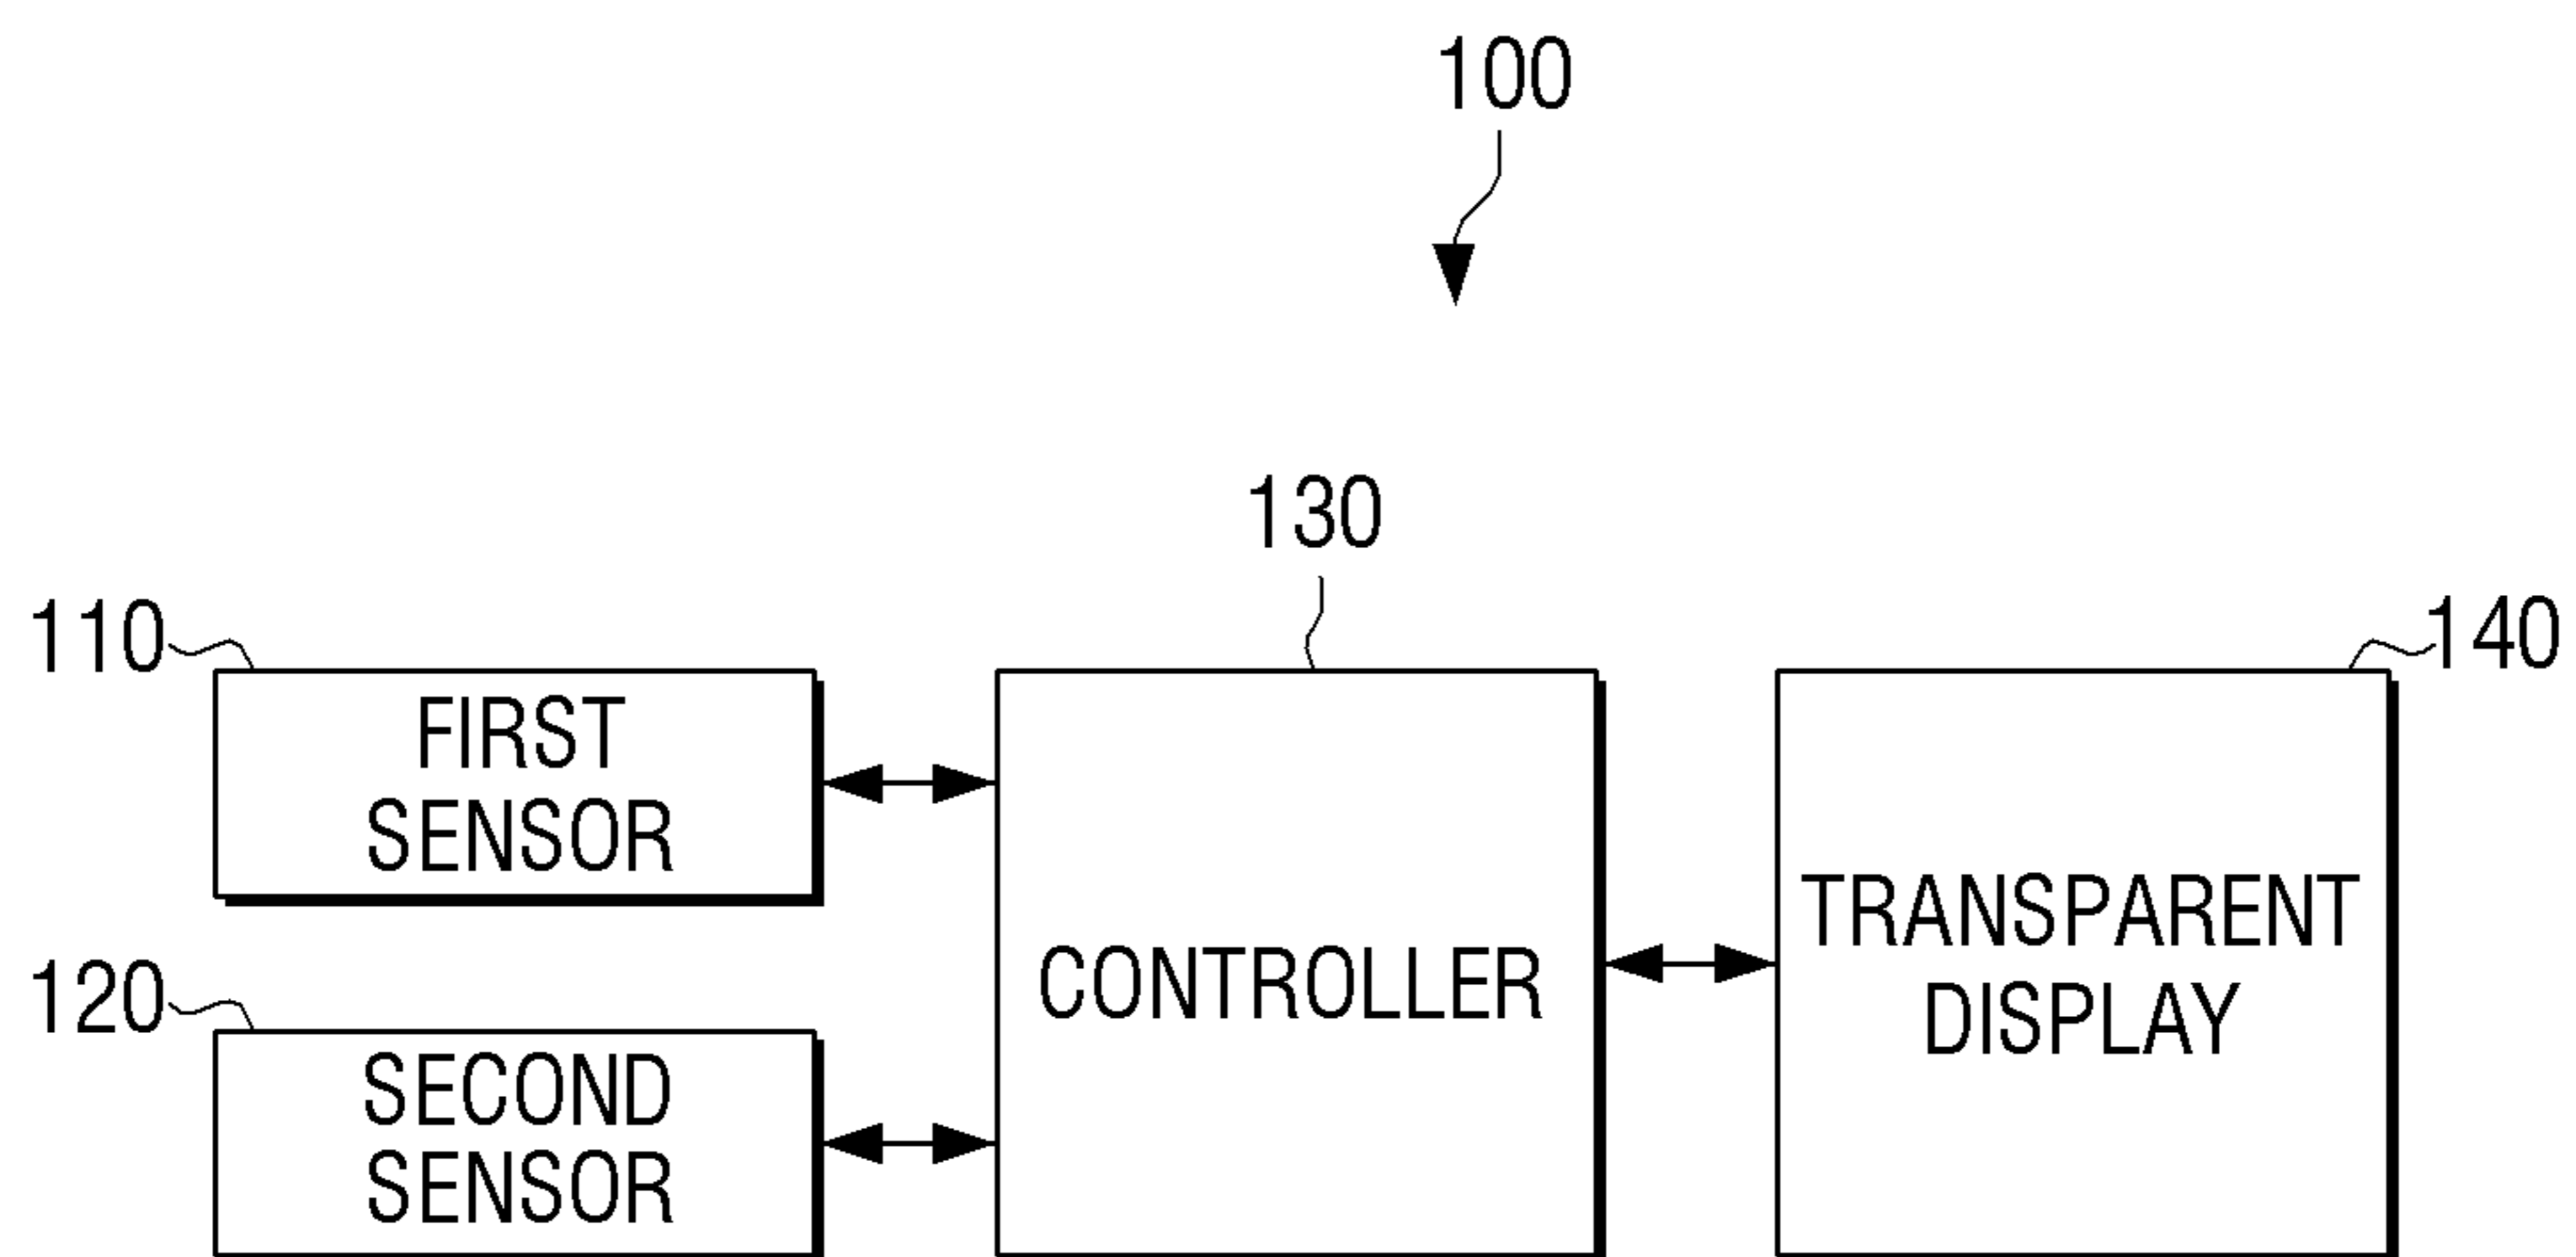 100
130
110
140
FIRST
SENSOR
120
SECOND
SENSOR
CONTROLLER
TRANSPARENT
DISPLAY